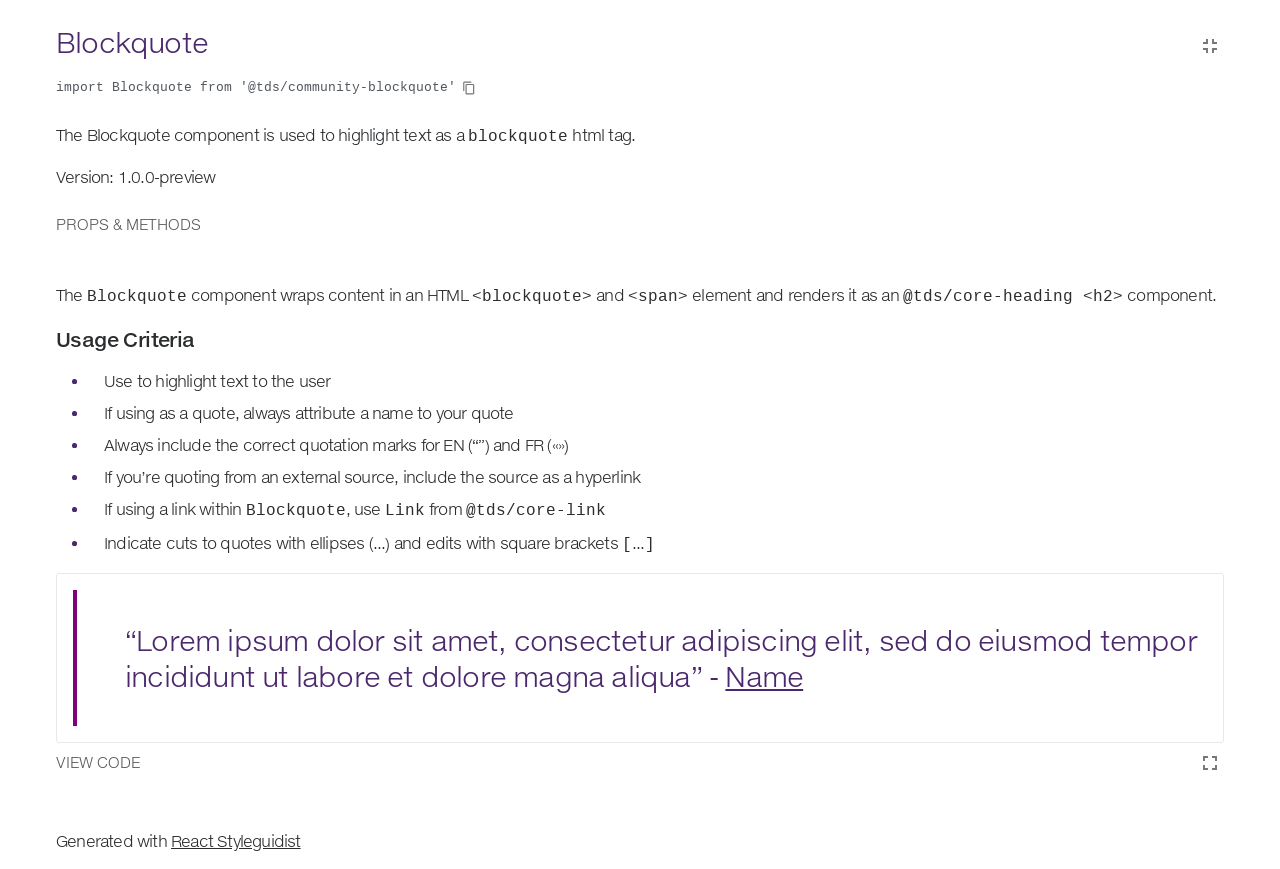 Blockquote
import Blockquote from '@tds/community-blockquote'
The Blockquote component is used to highlight text as a blockquote html tag.
Version: 1.0.0-preview
PROPS & METHODS
The Blockquote component wraps content in an HTML <blockquote> and <span> element and renders it as an @tds/core-heading <h2> component.
Usage Criteria
• Use to highlight text to the user
• If using as a quote, always attribute a name to your quote
• Always include the correct quotation marks for EN (“”) and FR («»)
• If you’re quoting from an external source, include the source as a hyperlink
• If using a link within Blockquote, use Link from @tds/core-link
• Indicate cuts to quotes with ellipses (…) and edits with square brackets […]
“Lorem ipsum dolor sit amet, consectetur adipiscing elit, sed do eiusmod tempor
incididunt ut labore et dolore magna aliqua” - Name
VIEW CODE
Generated with React Styleguidist